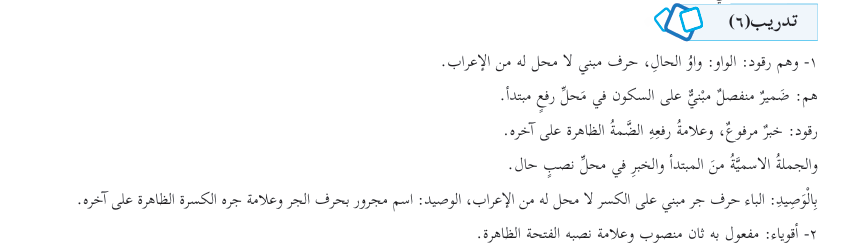 تدريب(٦)
١- وهم رقود: الواو: واوُ الحالِ، حرف مبني لا محل له من الإعراب.
هم: ضَميرٌ منفصلٌ مبْنيٌّ على السكون في مَحلِّ رفعٍ مبتدأ.
رقود: خبرٌ مرفوعٌ، وعلامةُ رفعِهِ الضَّمةُ الظاهرة على آخره.
والجملةُ الاسميَّةُ منَ المبتدأ والخبرِ في محلِّ نصبٍ حال.
بِالْوَصِيدِ: الباء حرف جر مبني على الكسر لا محل له من الإعراب، الوصيد: اسم مجرور بحرف الجر وعلامة جره الكسرة الظاهرة على آخره.
٢- أقوياء: مفعول به ثان منصوب وعلامة نصبه الفتحة الظاهرة.